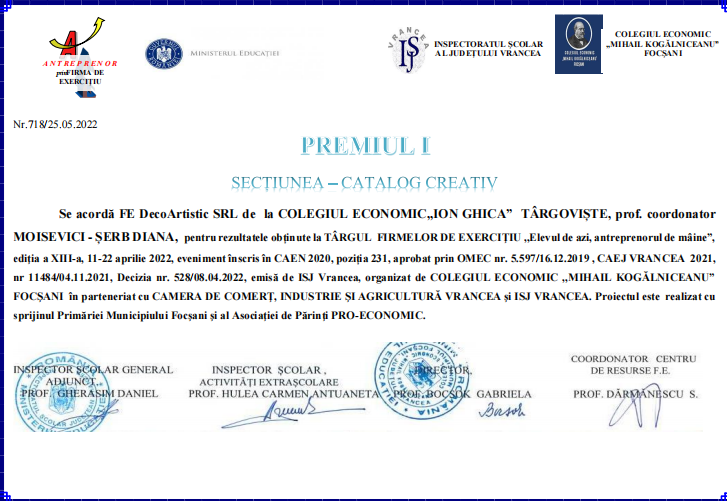 ANTREPRENOR
prinFIRMA DE
EXERCIȚIU
GUVERNUL ROMÂNIEI
MINISTERUL EDUCAȚIEI
VRANCEA
ISJ
INSPECTORATUL ȘCOLAR
AL JUDEȚULUI VRANCEA
COLEGIUL ECONOMIC
„MIHAIL KOGĂLNICEANU”
FOCȘANI
COLEGIUL ECONOMIC
„MIHAIL KOGĂLNICEANU”
FOCȘANI
Nr.718/25.05.2022
PREMIUL I
SECȚIUNEA – CATALOG CREATIV
Se acordă FE DecoArtistic SRL de la COLEGIUL ECONOMIC„ION GHICA” TÂRGOVIȘTE, prof. coordonator
MOISEVICI - ȘERB DIANA, pentru rezultatele obținute la TÂRGUL FIRMELOR DE EXERCIȚIU „Elevul de azi, antreprenorul de mâine”,
ediția a XIII-a, 11-22 aprilie 2022, eveniment înscris în CAEN 2020, poziția 231, aprobat prin OMEC nr. 5.597/16.12.2019 , CAEJ VRANCEA 2021,
nr 11484/04.11.2021, Decizia nr. 528/08.04.2022, emisă de ISJ Vrancea, organizat de COLEGIUL ECONOMIC „MIHAIL KOGĂLNICEANU”
FOCȘANI în parteneriat cu CAMERA DE COMERȚ, INDUSTRIE ȘI AGRICULTURĂ VRANCEA și ISJ VRANCEA. Proiectul este realizat cu
sprijinul Primăriei Municipiului Focșani și al Asociației de Părinți PRO-ECONOMIC.
INSPECTOR ȘCOLAR GENERAL
ADJUNCT,
PROF. GHERASIM DANIEL
INSPECTOR ȘCOLAR ,
ACTIVITĂȚI EXTRAȘCOLARE
PROF. HULEA CARMEN ANTUANETA
DIRECTOR,
PROF. BOCȘOK GABRIELA
COORDONATOR CENTRU
DE RESURSE F.E.
PROF. DĂRMĂNESCU S.